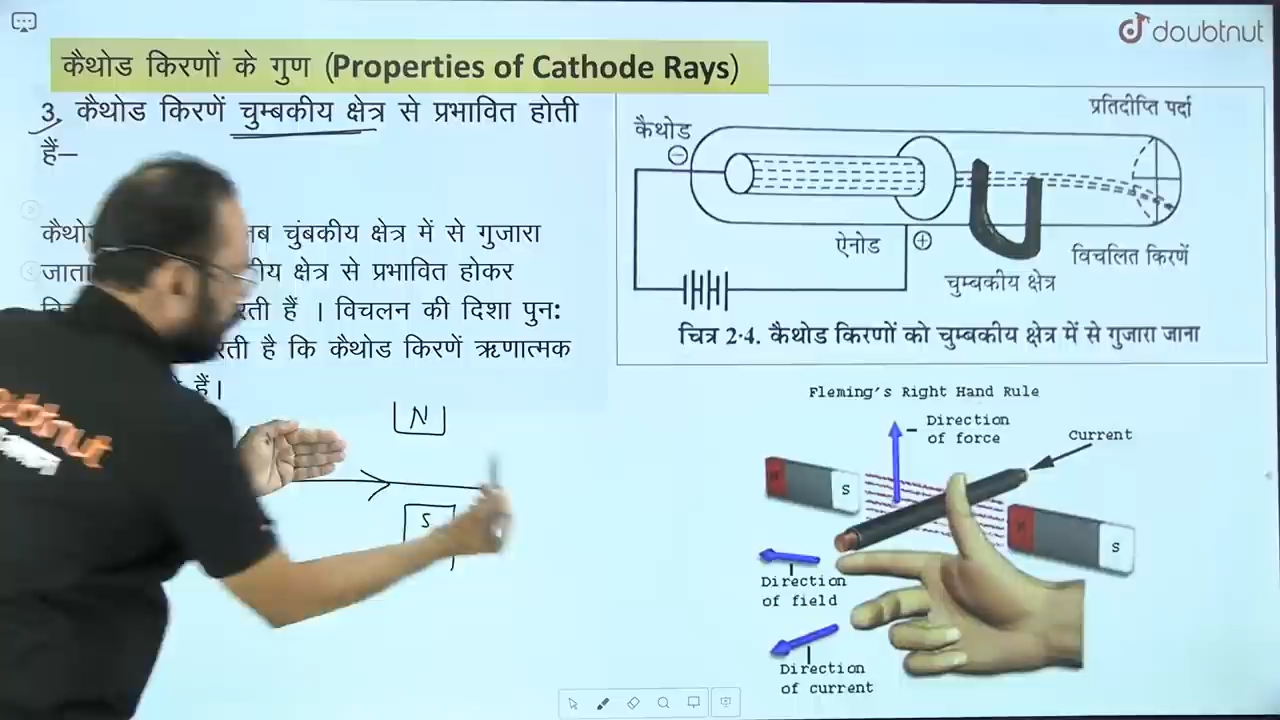 doubtnut
कैथोड किरणों के गुण (Properties of Cathode Rays)
3. कैथोड किरणें चुम्बकीय क्षेत्र से प्रभावित होती
हैं–
चुंबकीय क्षेत्र में से गुजारा
क्षेत्र से प्रभावित होकर
हैं । विचलन की दिशा पुन:
है कि कैथोड किरणें ऋणात्मक
हैं।
N
S
प्रतिदीप्ति पर्दा
कैथोड
ऐनोड
विचलित किरणें
चुम्बकीय क्षेत्र
चित्र 2·4. कैथोड किरणों को चुम्बकीय क्षेत्र में से गुजारा जाना
Fleming's Right Hand Rule
Direction
of force
Current
S
S
Direction
of field
Direction
of current